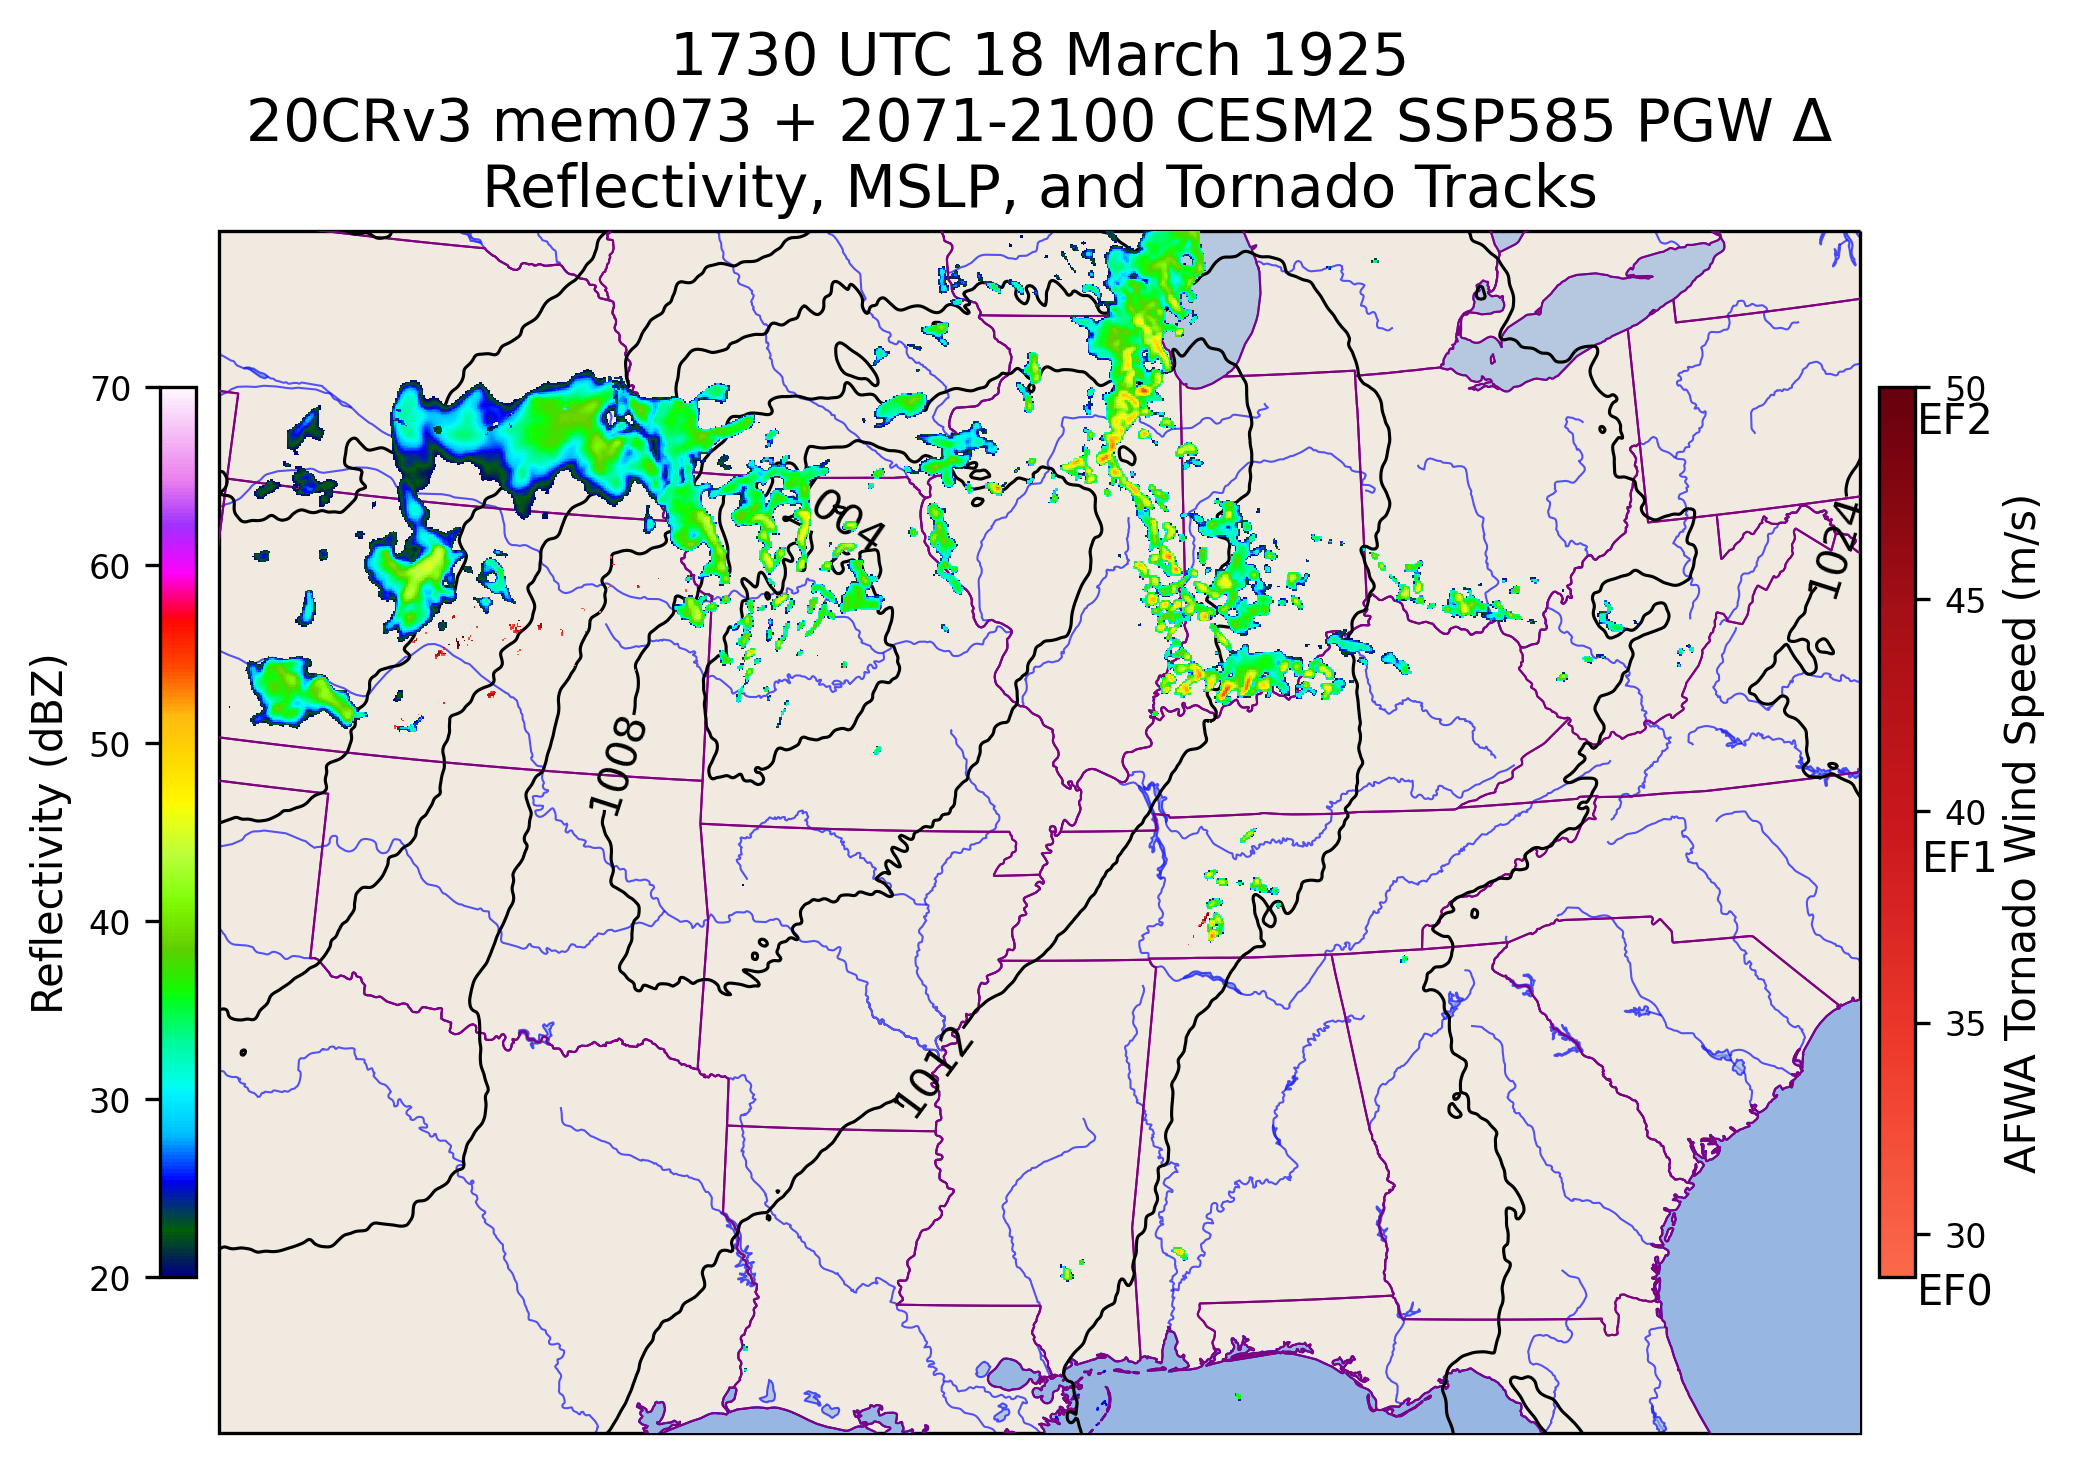 1730 UTC 18 March 1925
20CRv3 mem073 + 2071-2100 CESM2 SSP585 PGW Δ
Reflectivity, MSLP, and Tornado Tracks
70
60
50
40
30
20
Reflectivity (dBZ)
1004
1008
1012
1024
50
EF2
45
40
EF1
35
30
EF0
AFWA Tornado Wind Speed (m/s)